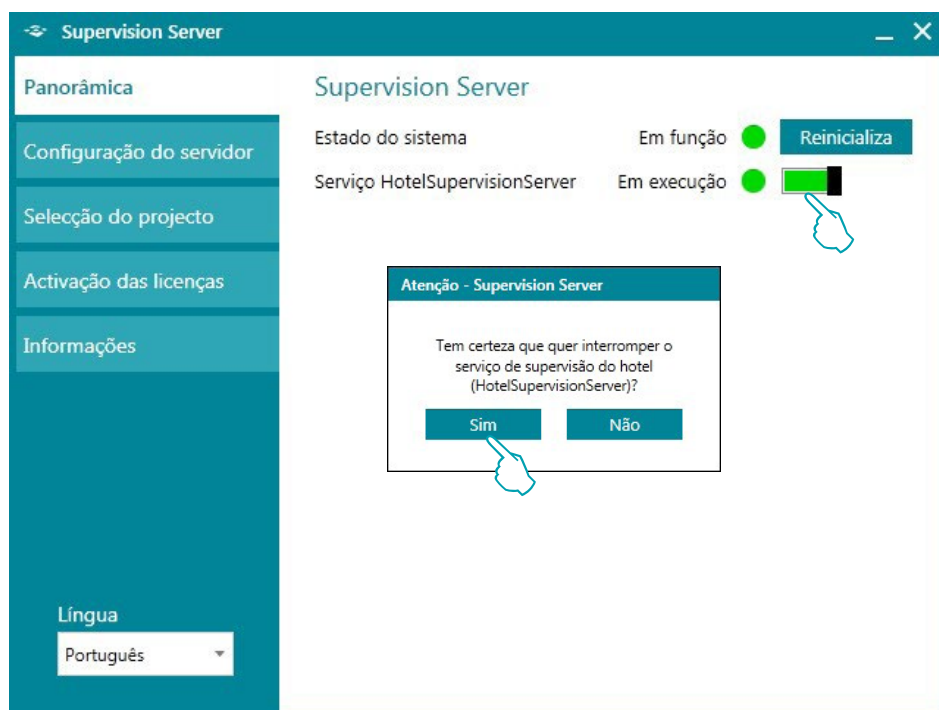 Supervision Server
Panorâmica
Configuração do servidor
Selecção do projecto
Activação das licenças
Informações
Língua
Português
Supervision Server
Estado do sistema Em função Reinicializa
Serviço HotelSupervisionServer Em execução
Atenção - Supervision Server
Tem certeza que quer interromper o
serviço de supervisão do hotel
(HotelSupervisionServer)?
Sim Não